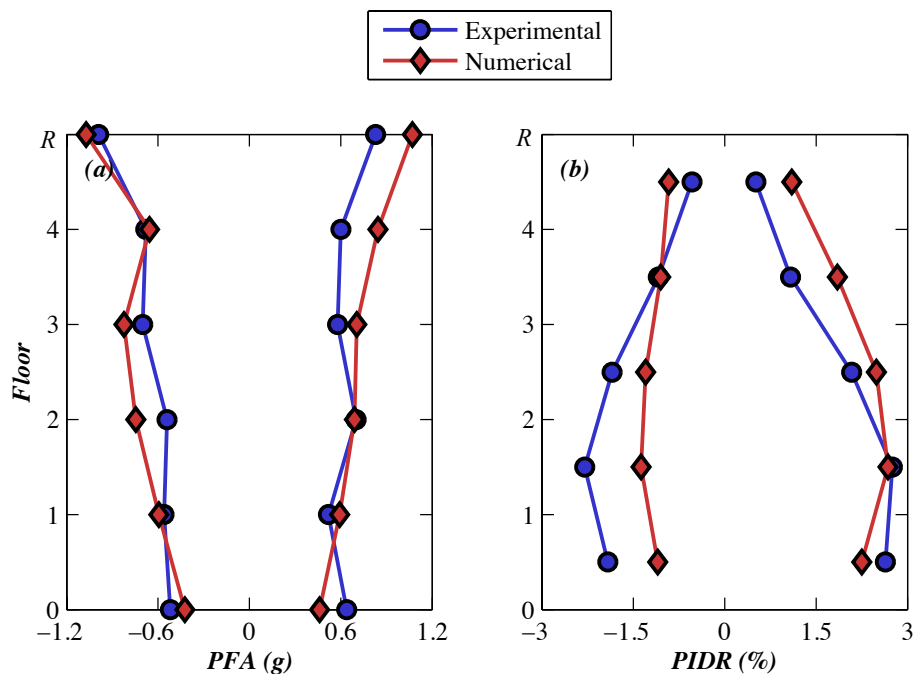 Experimental
Numerical
R
(a)
4
3
2
1
0
Floor
−1.2 −0.6 0 0.6 1.2
PFA (g)
R
(b)
4
3
2
1
0
−3 −1.5 0 1.5 3
PIDR (%)